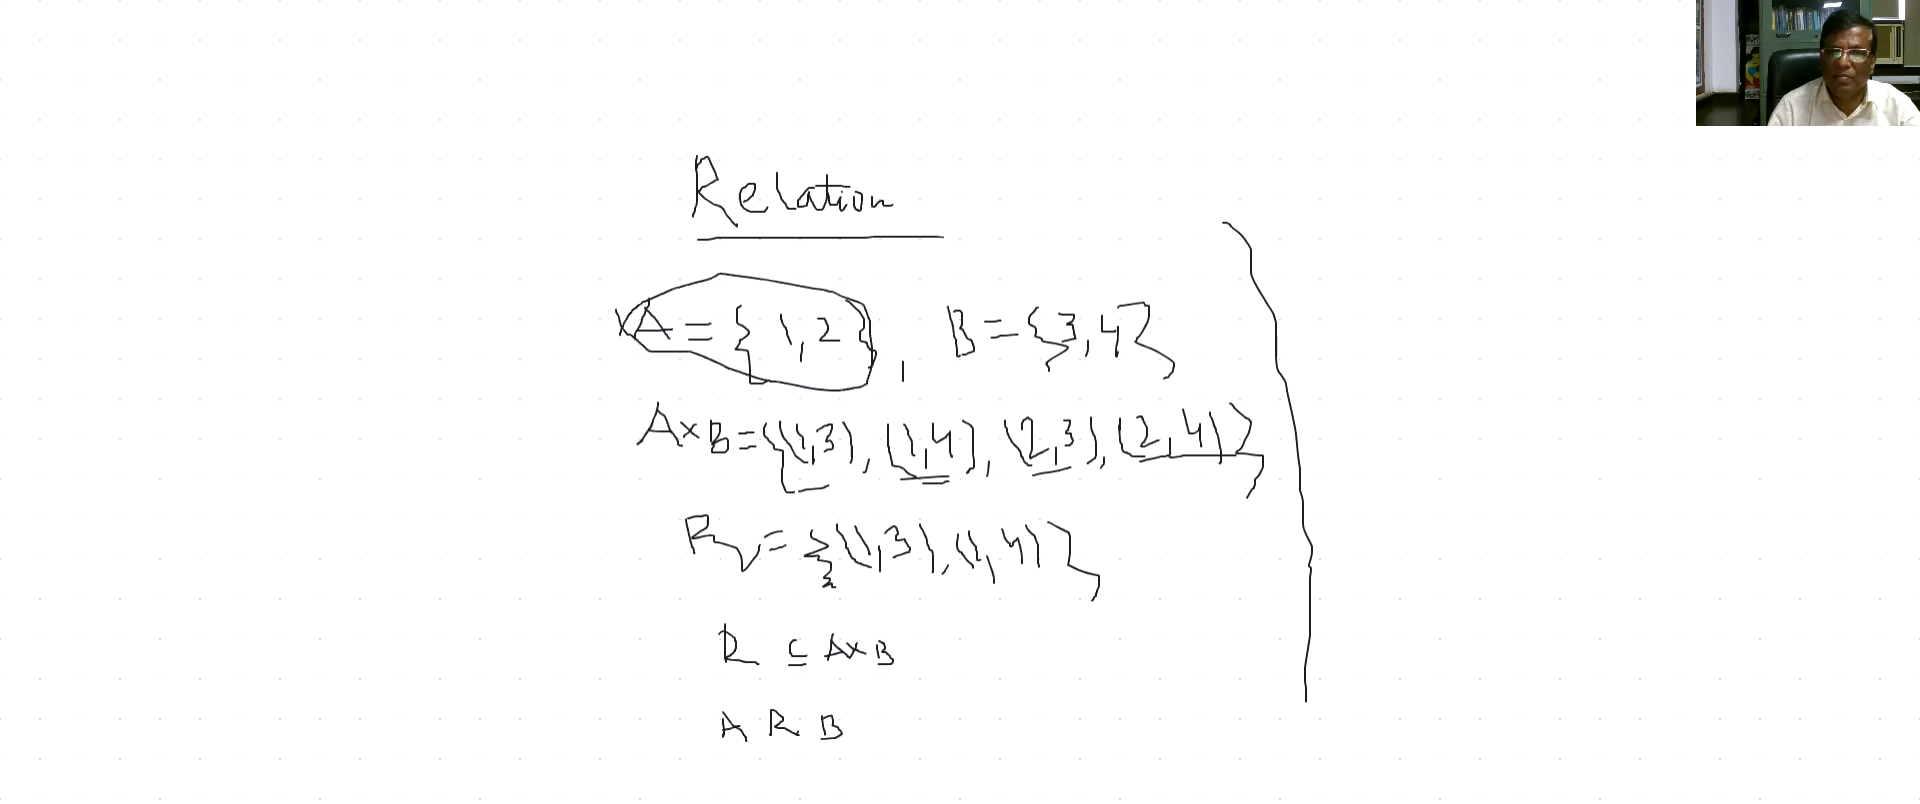 Relation
A = { 1, 2 } , B = {3, 4}
A×B = {(1,3), (1,4), (2,3), (2,4)}
R = {(1,3), (1,4)}
R ⊆ A×B
A R B